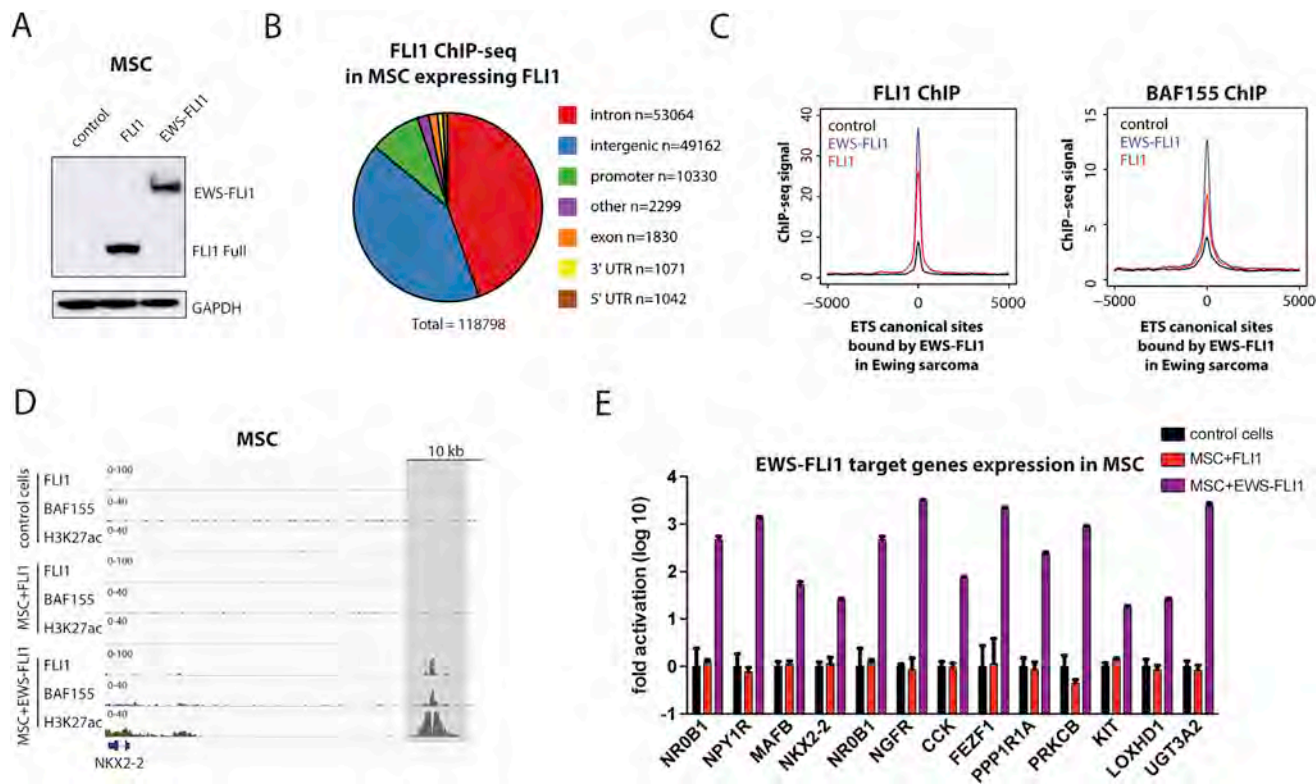 A
MSC
control
FLI1
EWS-FLI1
EWS-FLI1
FLI1 Full
GAPDH
B
FLI1 ChIP-seq
in MSC expressing FLI1
intron n=53064
intergenic n=49162
promoter n=10330
other n=2299
exon n=1830
3' UTR n=1071
5' UTR n=1042
Total = 118798
C
FLI1 ChIP
control
EWS-FLI1
FLI1
ChIP-seq signal
40
30
20
10
0
−5000
0
5000
ETS canonical sites
bound by EWS-FLI1
in Ewing sarcoma
BAF155 ChIP
control
EWS-FLI1
FLI1
ChIP−seq signal
15
10
5
0
−5000
0
5000
ETS canonical sites
bound by EWS-FLI1
in Ewing sarcoma
D
MSC
10 kb
control cells
FLI1
0-100
BAF155
0-40
H3K27ac
0-40
MSC+FLI1
FLI1
0-100
BAF155
0-40
H3K27ac
0-40
MSC+EWS-FLI1
FLI1
0-100
BAF155
0-40
H3K27ac
0-40
NKX2-2
E
control cells
MSC+FLI1
MSC+EWS-FLI1
EWS-FLI1 target genes expression in MSC
fold activation (log 10)
4
3
2
1
0
-1
NR0B1
NPY1R
MAFB
NKX2-2
NR0B1
NGFR
CCK
FEZF1
PPP1R1A
PRKCB
KIT
LOXHD1
UGT3A2